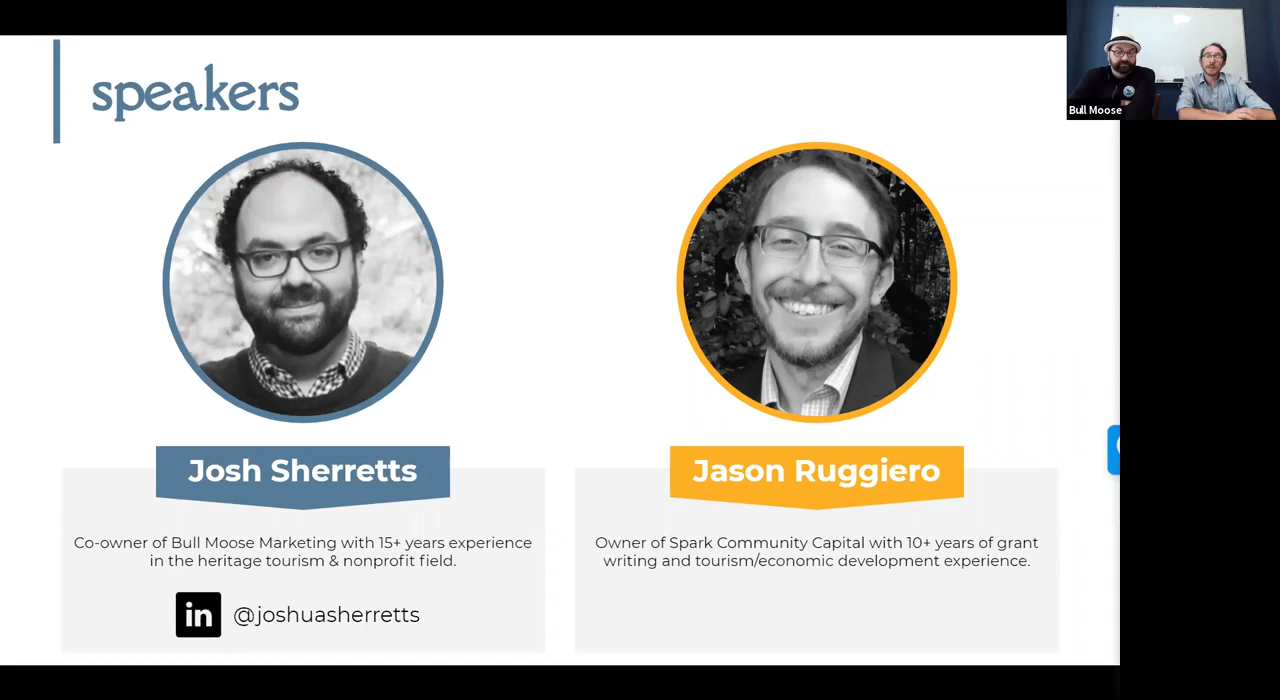 speakers
Bull Moose
Josh Sherretts
Co-owner of Bull Moose Marketing with 15+ years experience
in the heritage tourism & nonprofit field.
in @joshuasherretts
Jason Ruggiero
Owner of Spark Community Capital with 10+ years of grant
writing and tourism/economic development experience.